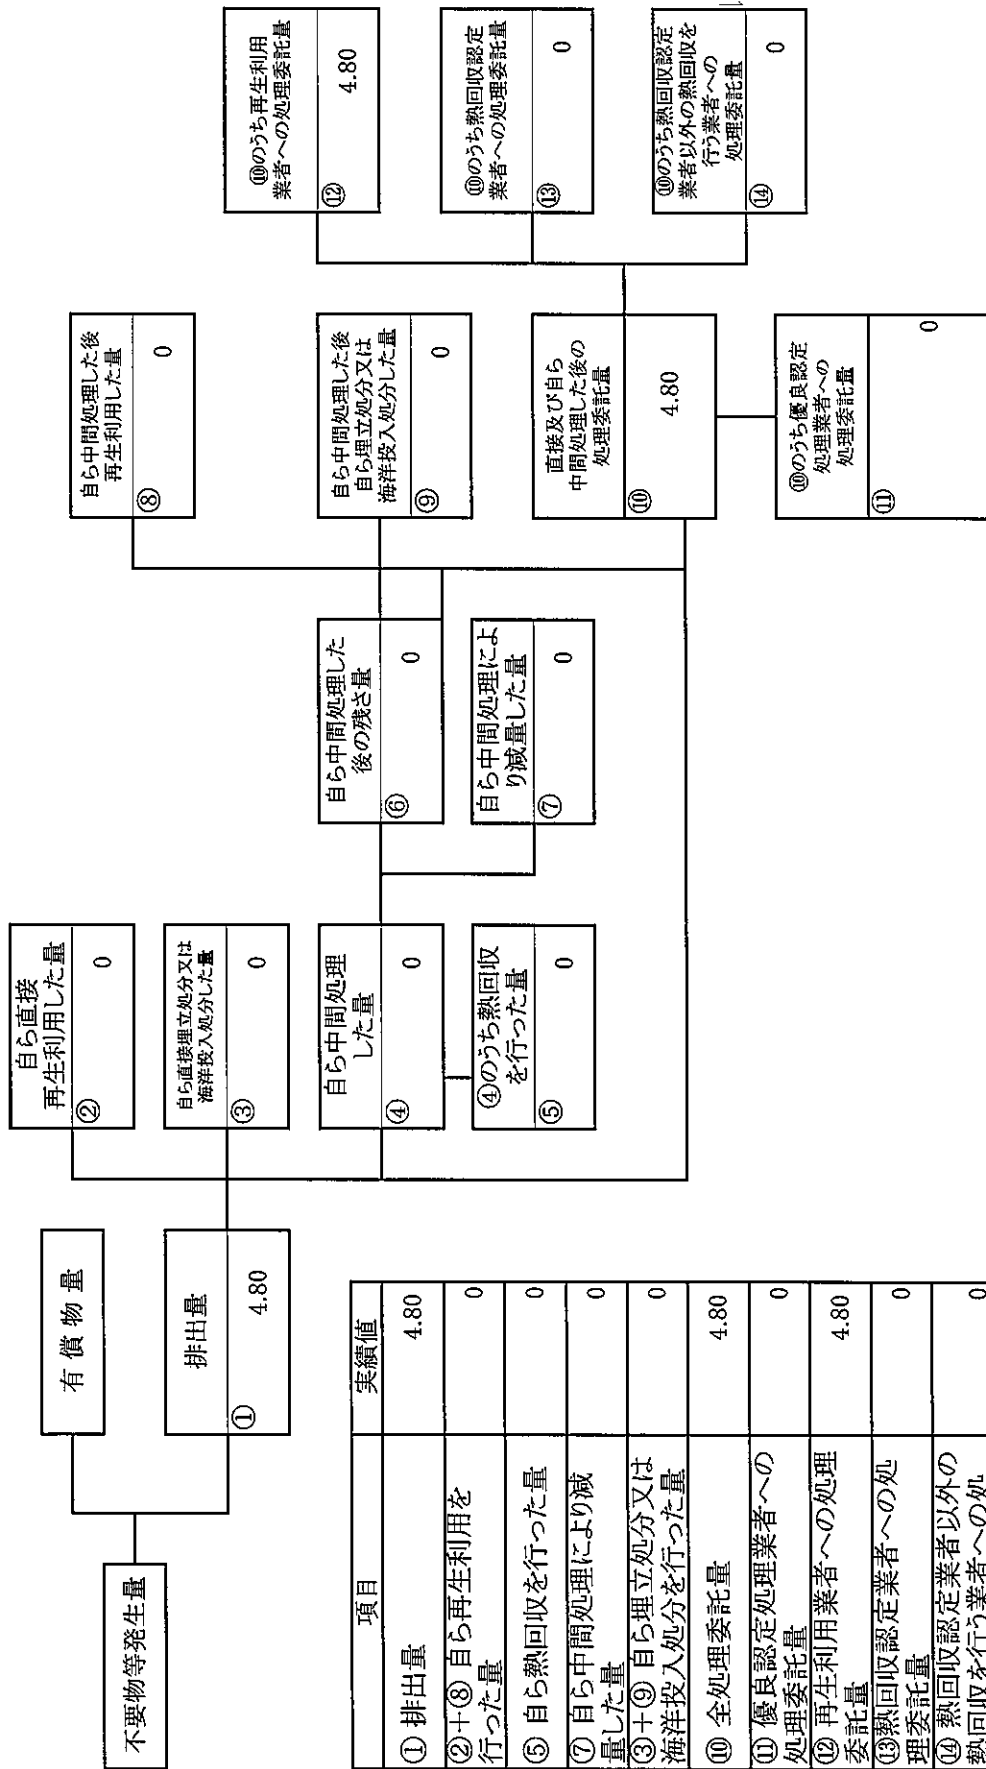 不要物等発生量
有 償 物 量
排出量
①
4.80
自ら直接
再生利用した量
②
0
自ら直接埋立処分又は
海洋投入処分した量
③
0
自ら中間処理
した量
④
0
④のうち熱回収
を行った量
⑤
0
自ら中間処理した
後の残さ量
⑥
0
自ら中間処理によ
り減量した量
⑦
0
自ら中間処理した後
再生利用した量
⑧
0
自ら中間処理した後
自ら埋立処分又は
海洋投入処分した量
⑨
0
直接及び自ら
中間処理した後の
処理委託量
⑩
4.80
⑩のうち優良認定
処理業者への
処理委託量
⑪
0
⑩のうち再生利用
業者への処理委託量
⑫
4.80
⑩のうち熱回収認定
業者への処理委託量
⑬
0
⑩のうち熱回収認定
業者以外の熱回収を
行う業者への
処理委託量
⑭
0
項目 実績値
① 排出量 4.80
②+⑧ 自ら再生利用を
行った量 0
⑤ 自ら熱回収を行った量 0
⑦ 自ら中間処理により減
量した量 0
③+⑨ 自ら埋立処分又は
海洋投入処分を行った量 0
⑩ 全処理委託量 4.80
⑪ 優良認定処理業者への
処理委託量 0
⑫ 再生利用業者への処理
委託量 4.80
⑬熱回収認定業者への処
理委託量 0
⑭ 熱回収認定業者以外の
熱回収を行う業者への処 0